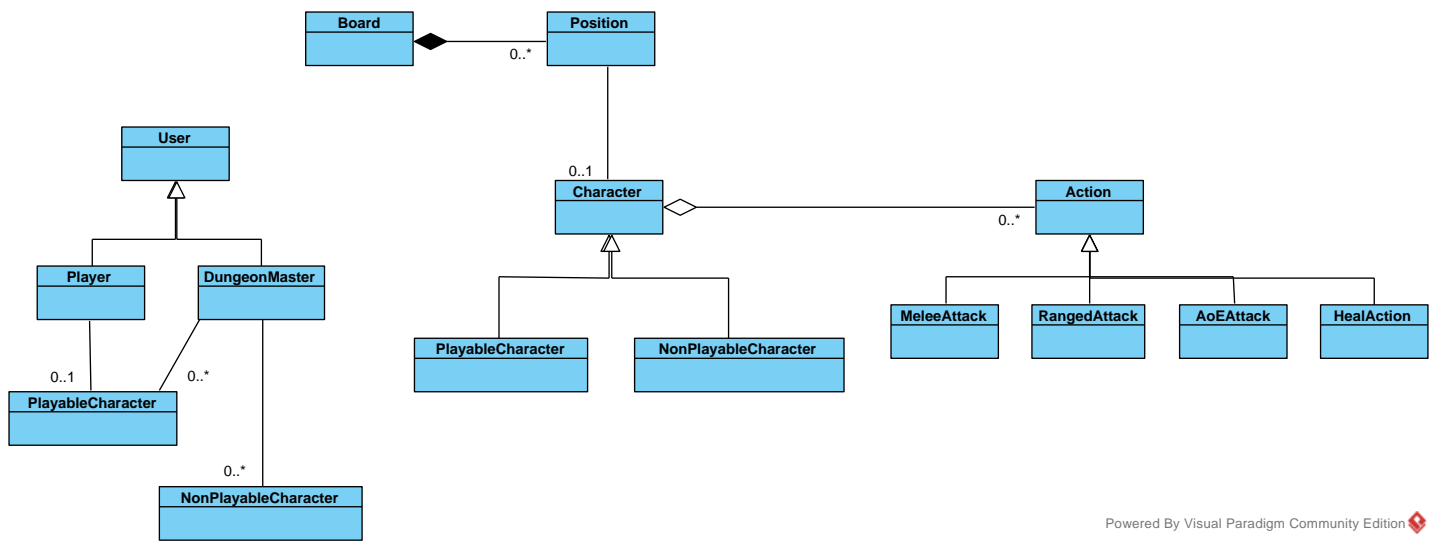 Board
Position
0..*
User
0..1
Character
Action
0..*
Player
DungeonMaster
MeleeAttack
RangedAttack
AoEAttack
HealAction
PlayableCharacter
NonPlayableCharacter
0..1
0..*
PlayableCharacter
0..*
NonPlayableCharacter
Powered By Visual Paradigm Community Edition